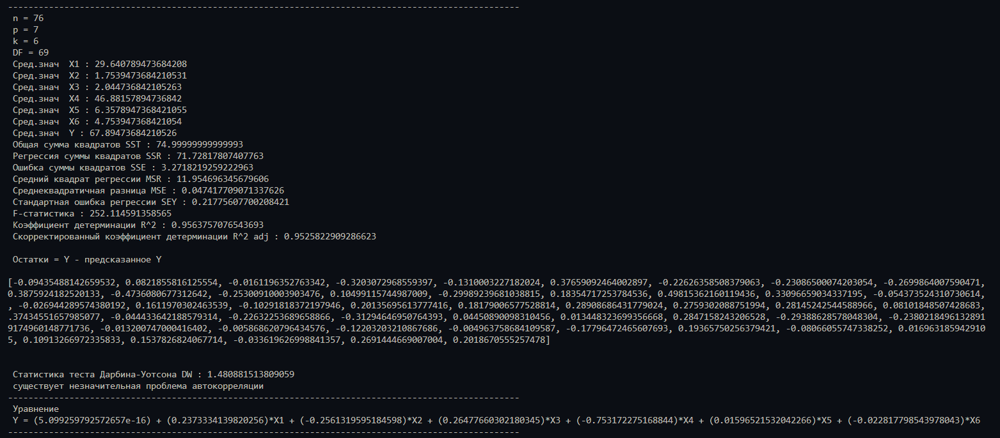 ----------------------------------------------------------------------------------------------------
n = 76
p = 7
k = 6
DF = 69
Сред.знач  X1 : 29.640789473684208
Сред.знач  X2 : 1.7539473684210531
Сред.знач  X3 : 2.044736842105263
Сред.знач  X4 : 46.88157894736842
Сред.знач  X5 : 6.3578947368421055
Сред.знач  X6 : 4.753947368421054
Сред.знач  Y : 67.89473684210526
Общая сумма квадратов SST : 74.99999999999993
Регрессия суммы квадратов SSR : 71.72817807407763
Ошибка суммы квадратов SSE : 3.2718219259222963
Средний квадрат регрессии MSR : 11.954696345679606
Среднеквадратичная разница MSE : 0.047417709071337626
Стандартная ошибка регрессии SEY : 0.21775607700208421
F-статистика : 252.114591358565
Коэффициент детерминации R^2 : 0.9563757076543693
Скорректированный коэффициент детерминации R^2 adj : 0.9525822909286623
Остатки = Y - предсказанное Y
[-0.09435488142659532, 0.0821855816125554, -0.0161196352763342, -0.3203072968559397, -0.1310003227182024, 0.37659092464002897, -0.22626358508379063, -0.23086500074203054, -0.2699864007590471,
0.3875924182520133, -0.4736080677312642, -0.25300910003903476, 0.10499115744987009, -0.29989239681038815, 0.18354717253784536, 0.49815362160119436, 0.33096659034337195, -0.054373524310730614,
, -0.026944289574380192, 0.1611970302463539, -0.10291818372197946, 0.20135695613777416, 0.18179006577528814, 0.28908686431779024, 0.2759302088751994, 0.28145242544588966, 0.08101848507428683,
.37434551657985077, -0.044433642188579314, -0.22632253689658866, -0.31294646950764393, 0.04450890098310456, 0.013448323699356668, 0.2847158243206528, -0.29388628578048304, -0.2380218496132891
9174960148771736, -0.013200747000416402, -0.005868620796434576, -0.12203203210867686, -0.004963758684109587, -0.17796472465607693, 0.19365750256379421, -0.08066055747338252, 0.016963185942910
5, 0.10913266972335833, 0.1537826824067714, -0.033619626998841357, 0.2691444669007004, 0.2018670555257478]
Статистика теста Дарбина-Уотсона DW : 1.480881513809059
существует незначительная проблема автокорреляции
----------------------------------------------------------------------------------------------------
Уравнение
Y = (5.099259792572657e-16) + (0.2373334139820256)*X1 + (-0.2561319595184598)*X2 + (0.26477660302180345)*X3 + (-0.753172275168844)*X4 + (0.01596521532042266)*X5 + (-0.022817798543978043)*X6
----------------------------------------------------------------------------------------------------